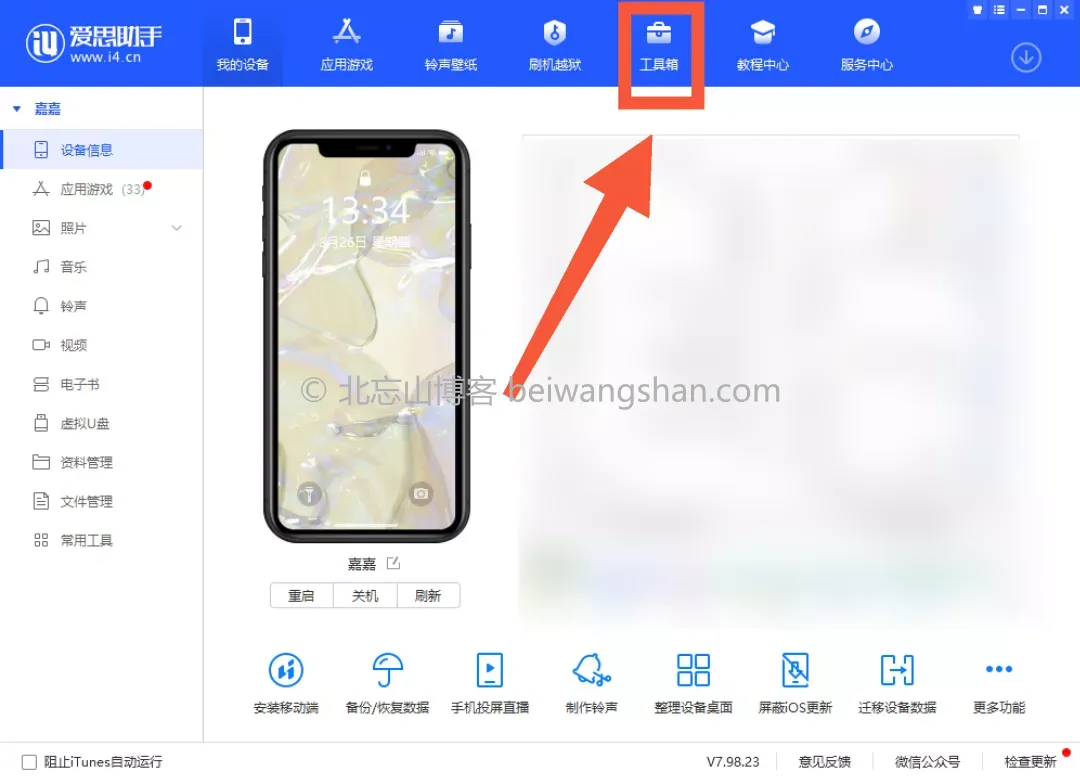 爱思助手
www.i4.cn
我的设备
应用游戏
铃声壁纸
刷机越狱
工具箱
教程中心
服务中心
嘉嘉
设备信息
应用游戏 (33)
照片
音乐
铃声
视频
电子书
虚拟U盘
资料管理
文件管理
常用工具
13:34
© 北忘山博客 beiwangshan.com
嘉嘉
重启 关机 刷新
安装移动端
备份/恢复数据
手机投屏直播
制作铃声
整理设备桌面
屏蔽iOS更新
迁移设备数据
更多功能
阻止iTunes自动运行
V7.98.23
意见反馈
微信公众号
检查更新